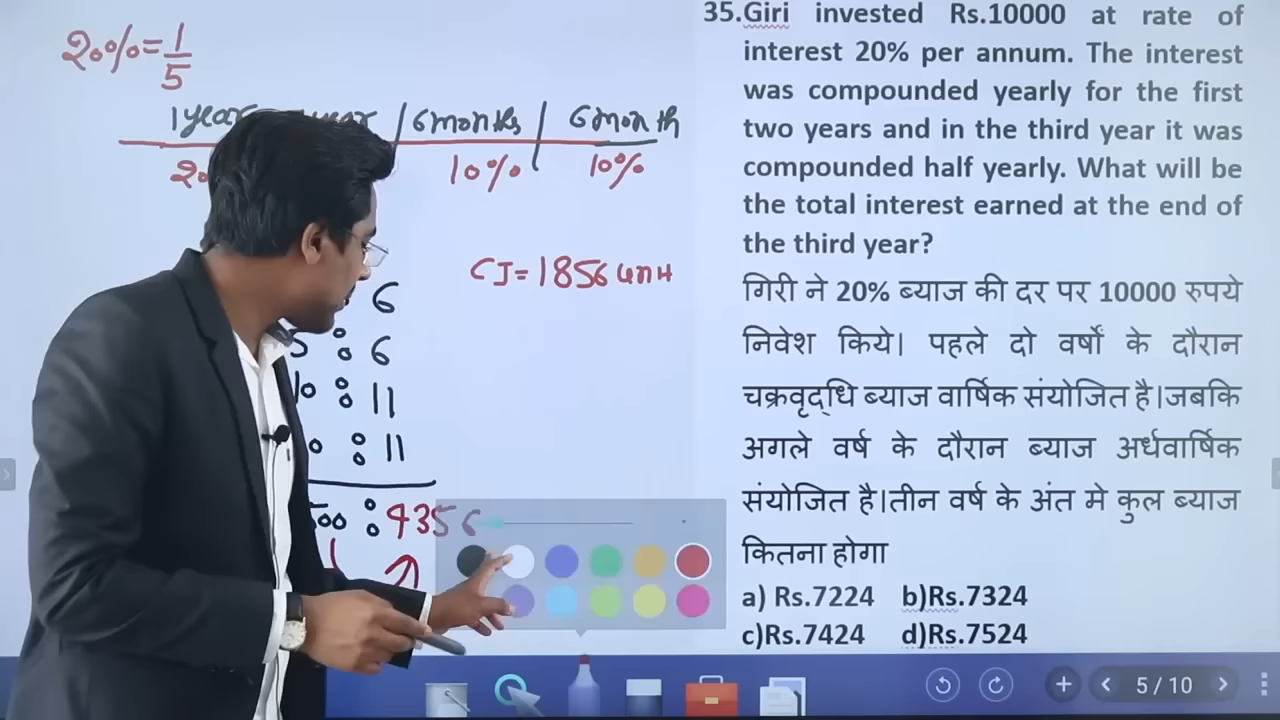 20%=1/5
1year / 6months / 6month
10% 10%
CI=1856 unit
6
5 : 6
10 : 11
: 11
: 4356
35.Giri invested Rs.10000 at rate of
interest 20% per annum. The interest
was compounded yearly for the first
two years and in the third year it was
compounded half yearly. What will be
the total interest earned at the end of
the third year?
गिरी ने 20% ब्याज की दर पर 10000 रुपये
निवेश किये। पहले दो वर्षों के दौरान
चक्रवृद्धि ब्याज वार्षिक संयोजित है।जबकि
अगले वर्ष के दौरान ब्याज अर्धवार्षिक
संयोजित है।तीन वर्ष के अंत मे कुल ब्याज
कितना होगा
a) Rs.7224 b)Rs.7324
c)Rs.7424 d)Rs.7524
5 / 10